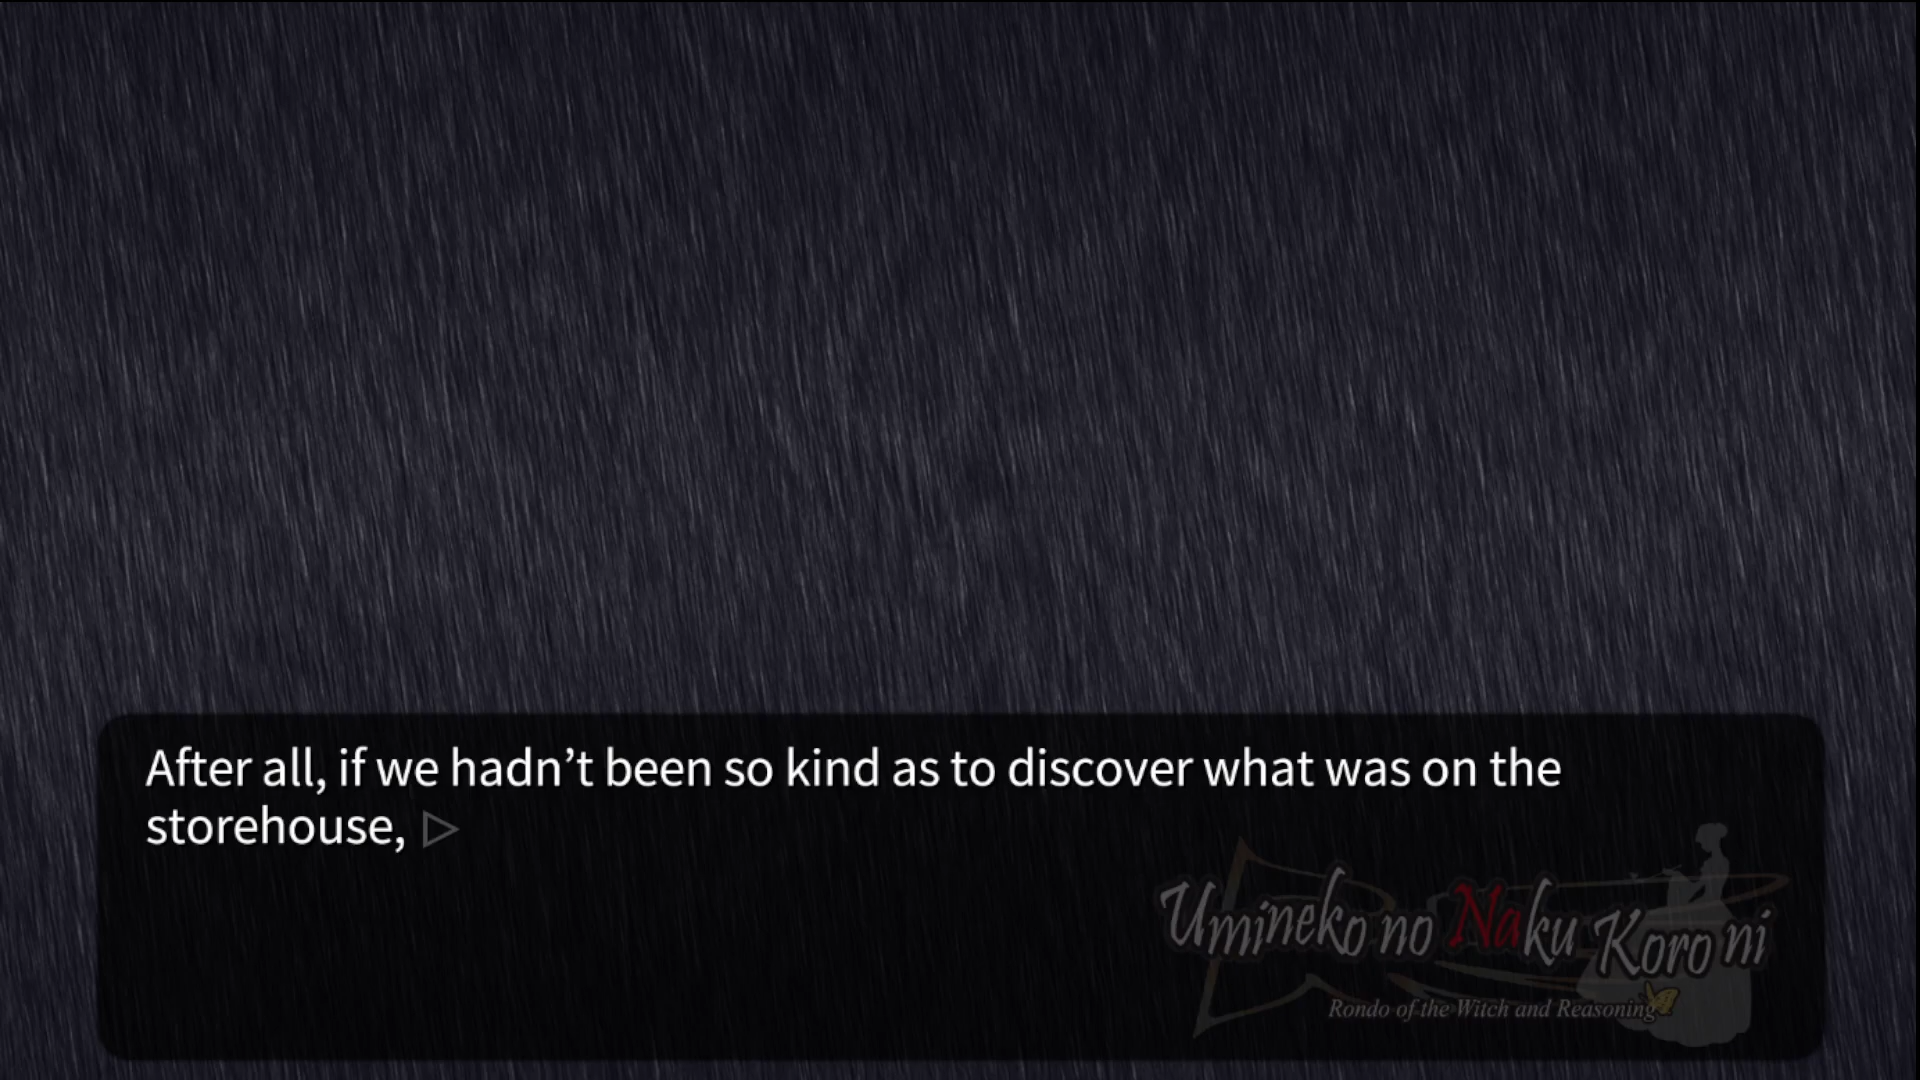 After all, if we hadn’t been so kind as to discover what was on the
storehouse,
Umineko no Naku Koro ni
Rondo of the Witch and Reasoning